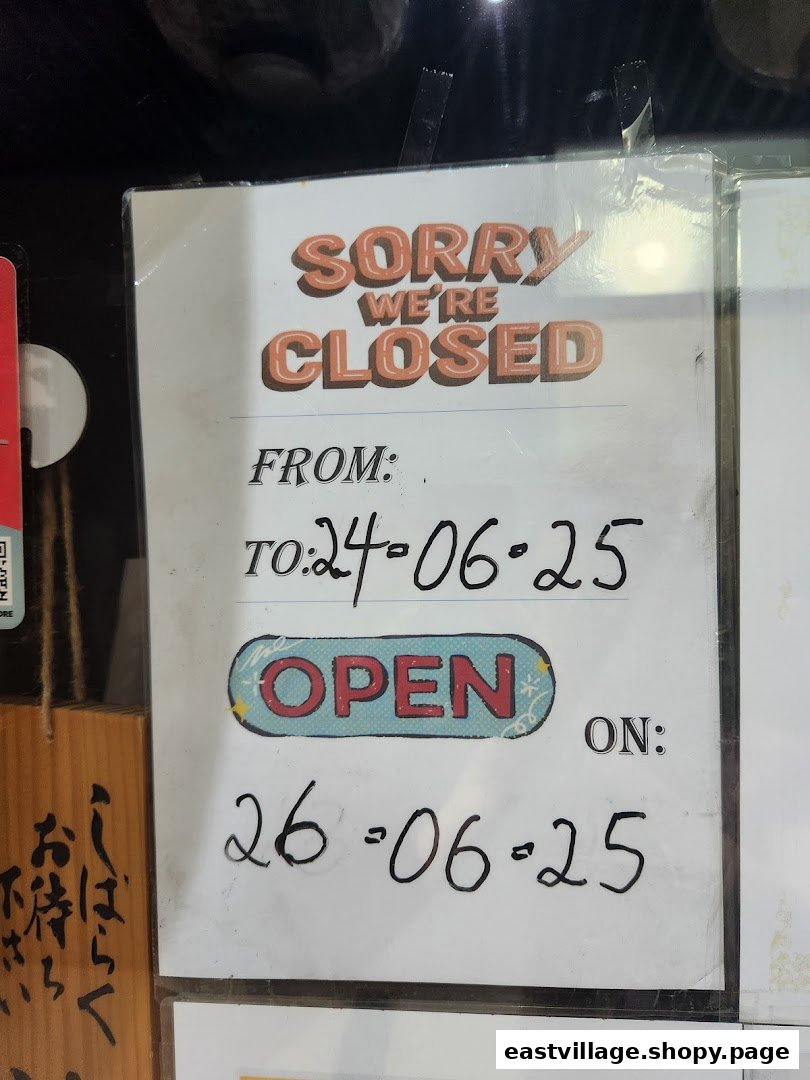 SORRY
WE'RE
CLOSED
FROM:
TO: 24-06-25
OPEN
ON:
26-06-25
しばらく
お待ち
下さい
eastvillage.shopy.page